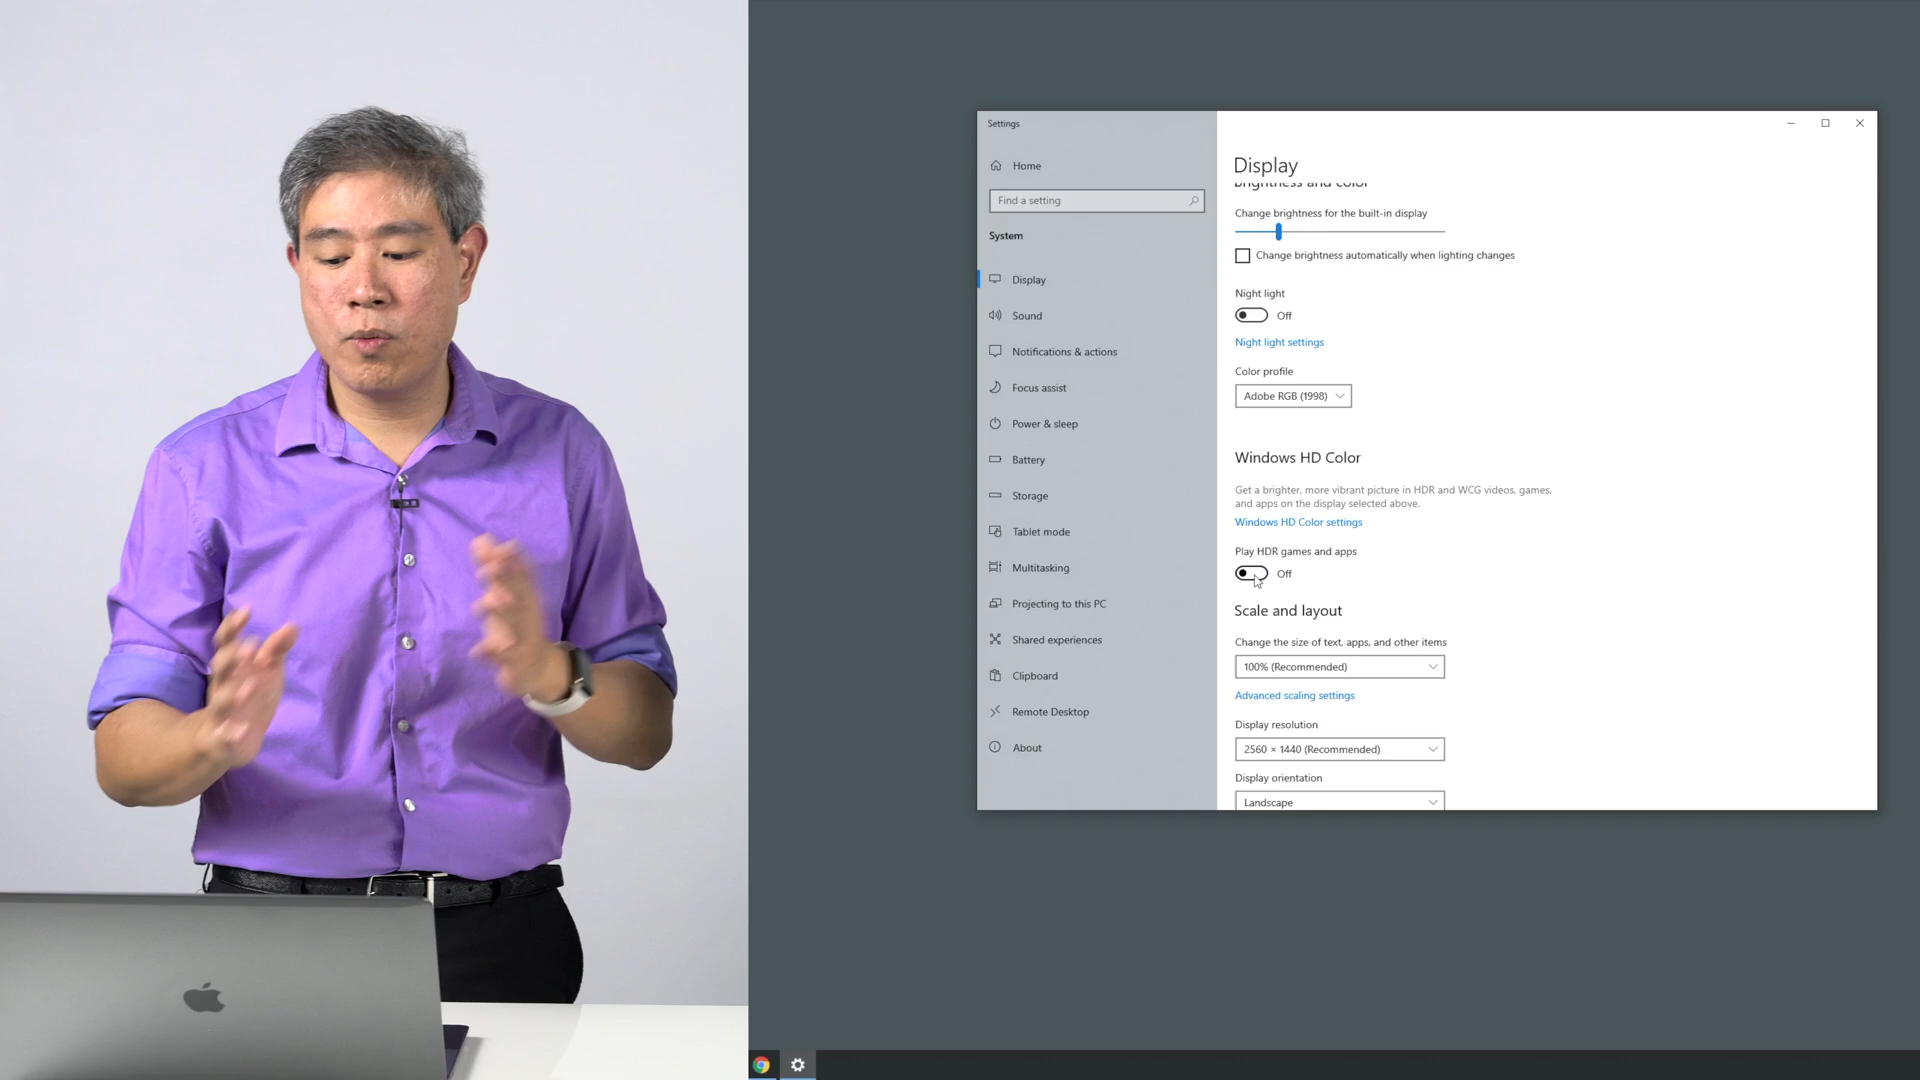 Settings
Home
Find a setting
System
Display
Sound
Notifications & actions
Focus assist
Power & sleep
Battery
Storage
Tablet mode
Multitasking
Projecting to this PC
Shared experiences
Clipboard
Remote Desktop
About
Display
Brightness and color
Change brightness for the built-in display
Change brightness automatically when lighting changes
Night light
Off
Night light settings
Color profile
Adobe RGB (1998)
Windows HD Color
Get a brighter, more vibrant picture in HDR and WCG videos, games,
and apps on the display selected above.
Windows HD Color settings
Play HDR games and apps
Off
Scale and layout
Change the size of text, apps, and other items
100% (Recommended)
Advanced scaling settings
Display resolution
2560 × 1440 (Recommended)
Display orientation
Landscape